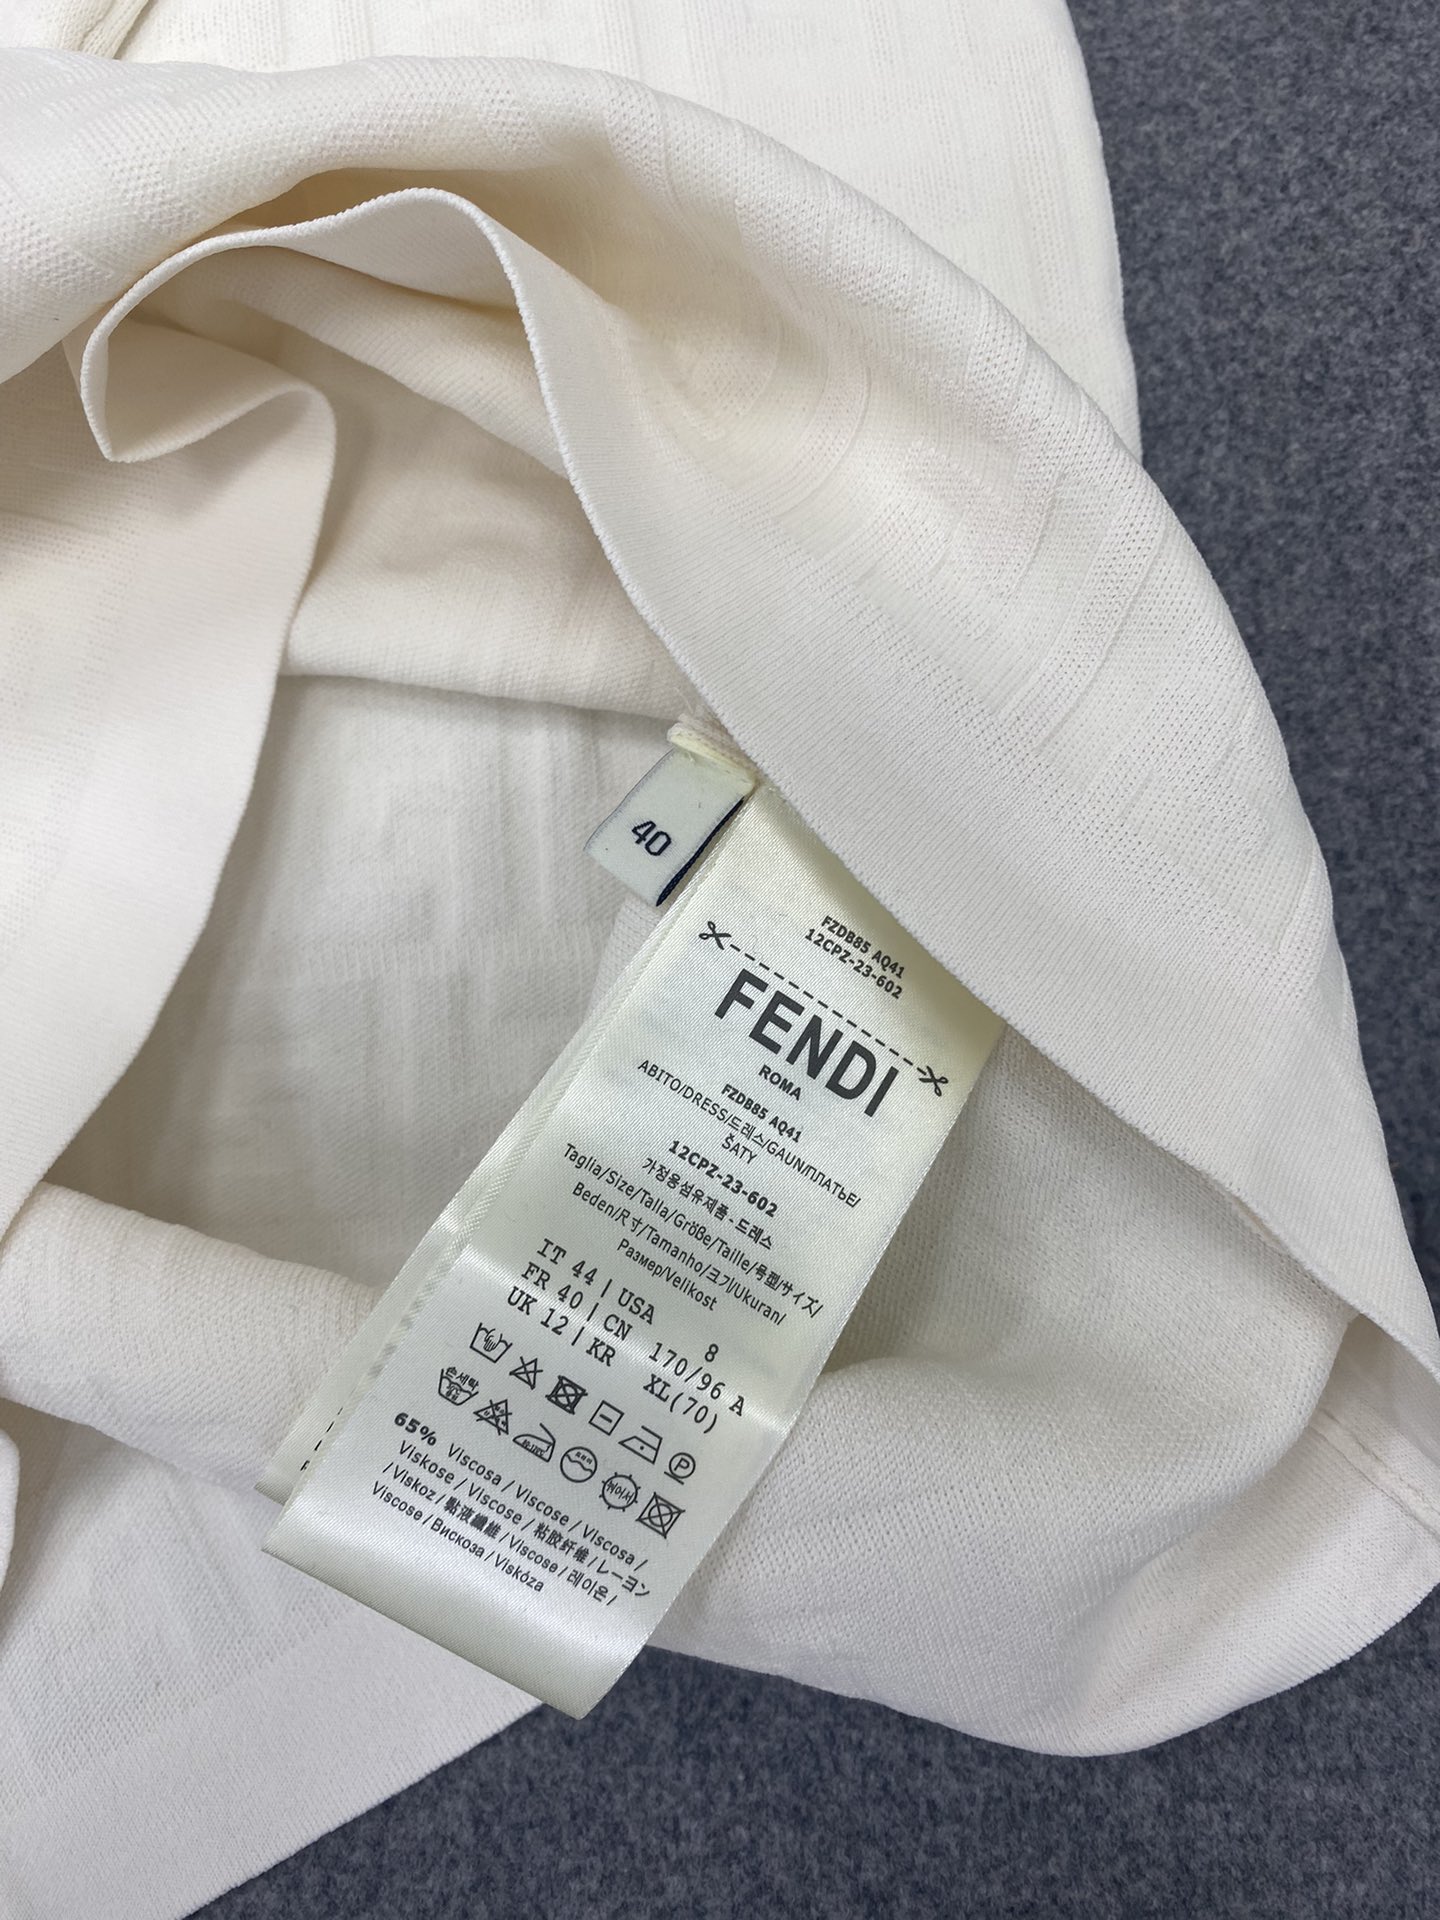 40
FZDB85 AQ41
12CPZ-23-602
FENDI
ROMA
FZDB85 AQ41
ABITO/DRESS/드레스/GAUN/ПЛАТЬЕ/
ŠATY
12CPZ-23-602
가정용섬유제품 - 드레스
Taglia/Size/Talla/Größe/Taille/号型/サイズ/
Beden/尺寸/Tamanho/크기/Ukuran/
Размер/Velikost
IT 44 | USA 8
FR 40 | CN 170/96 A
UK 12 | KR XL(70)
손세탁
65% Viscosa / Viscose / Viscosa /
Viskose / Viscose / 粘胶纤维 / レーヨン
/ Viskoz / 黏液纖維 / Viscose / 레이온 /
Viscose / Вискоза / Viskóza